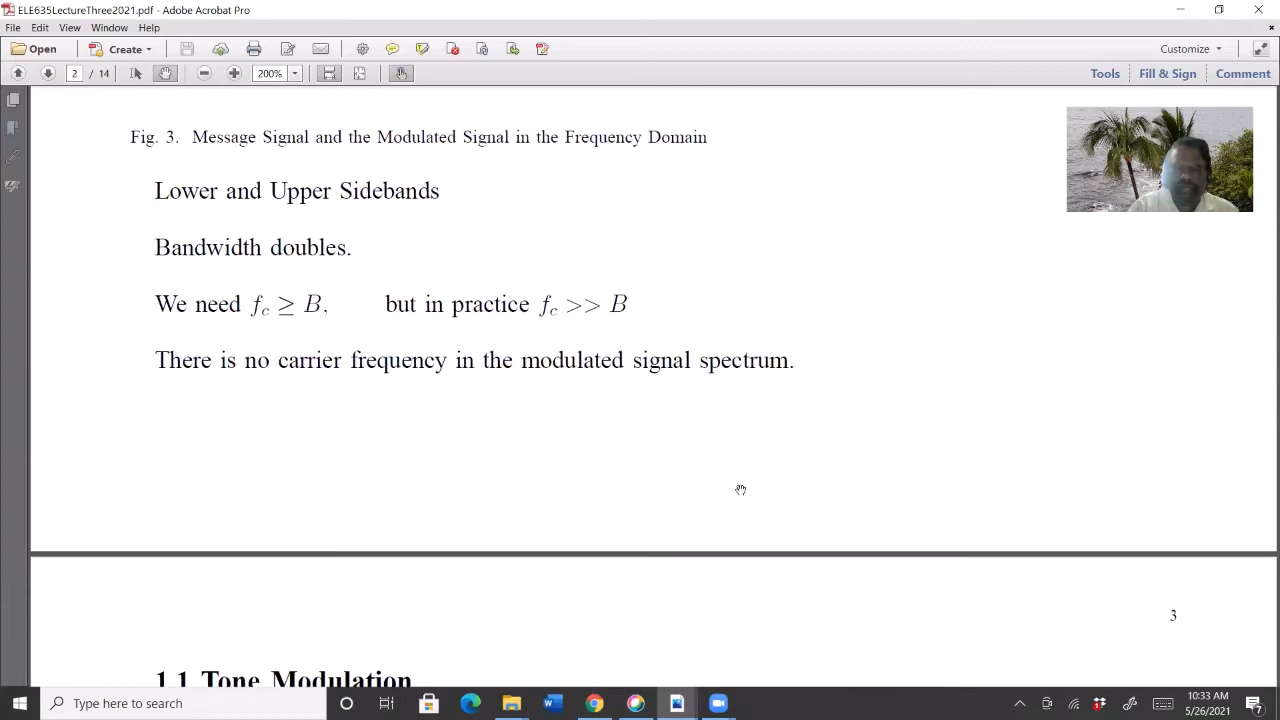 ELE635LectureThree2021.pdf - Adobe Acrobat Pro
File Edit View Window Help
Open Create Customize
2 / 14 200% Tools Fill & Sign Comment
Fig. 3. Message Signal and the Modulated Signal in the Frequency Domain
Lower and Upper Sidebands
Bandwidth doubles.
We need f_c ≥ B, but in practice f_c >> B
There is no carrier frequency in the modulated signal spectrum.
3
1.1 Tone Modulation
Type here to search
10:33 AM
5/26/2021
7